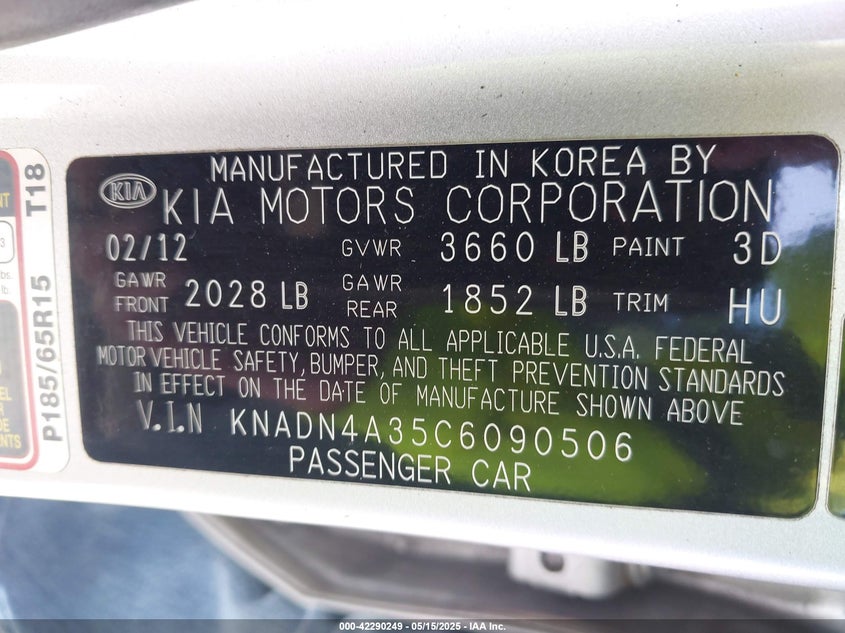 MANUFACTURED IN KOREA BY
KIA KIA MOTORS CORPORATION
02/12 GVWR 3660 LB PAINT 3D
GAWR FRONT 2028 LB GAWR REAR 1852 LB TRIM HU
THIS VEHICLE CONFORMS TO ALL APPLICABLE U.S.A. FEDERAL
MOTOR VEHICLE SAFETY, BUMPER, AND THEFT PREVENTION STANDARDS
IN EFFECT ON THE DATE OF MANUFACTURE SHOWN ABOVE
V.I.N KNADN4A35C6090506
PASSENGER CAR
P185/65R15 T18
000-42290249 - 05/15/2025 - IAA Inc.